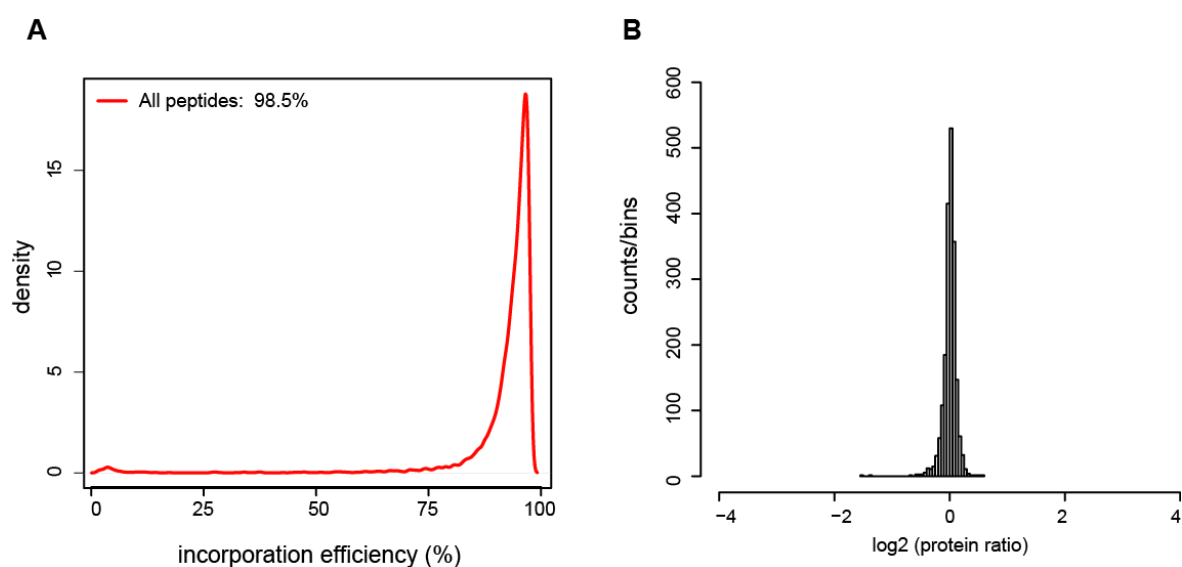 A
All peptides: 98.5%
15
10
5
0
density
0 25 50 75 100
incorporation efficiency (%)
B
600
500
400
300
200
100
0
counts/bins
−4 −2 0 2 4
log2 (protein ratio)